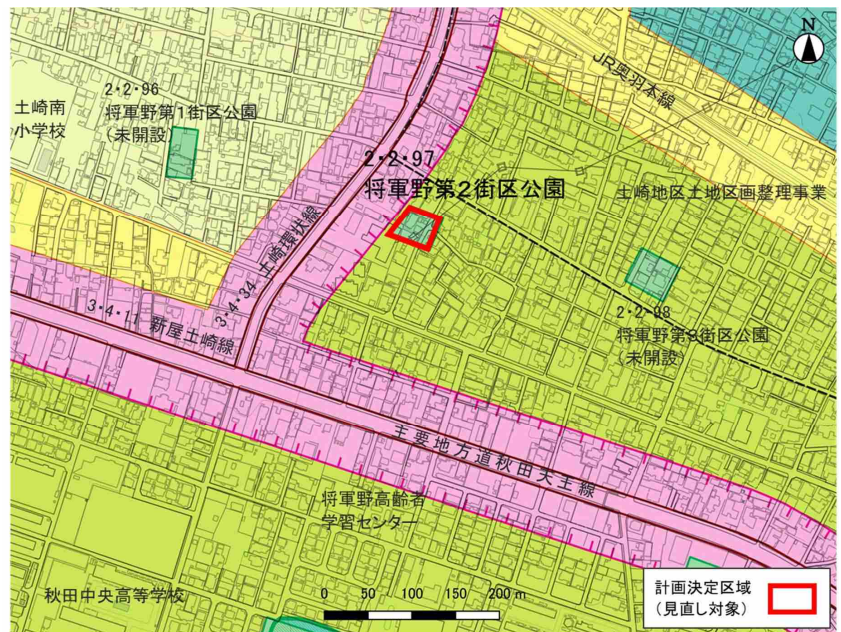 N
JR奥羽本線
2・2・96
将軍野第1街区公園
(未開設)
土崎南
小学校
2・2・97
将軍野第2街区公園
土崎地区土地区画整理事業
3・4・34 土崎環状線
2・2・98
将軍野第3街区公園
(未開設)
3・4・11 新屋土崎線
主要地方道秋田天王線
将軍野高齢者
学習センター
秋田中央高等学校
0 50 100 150 200 m
計画決定区域
(見直し対象)